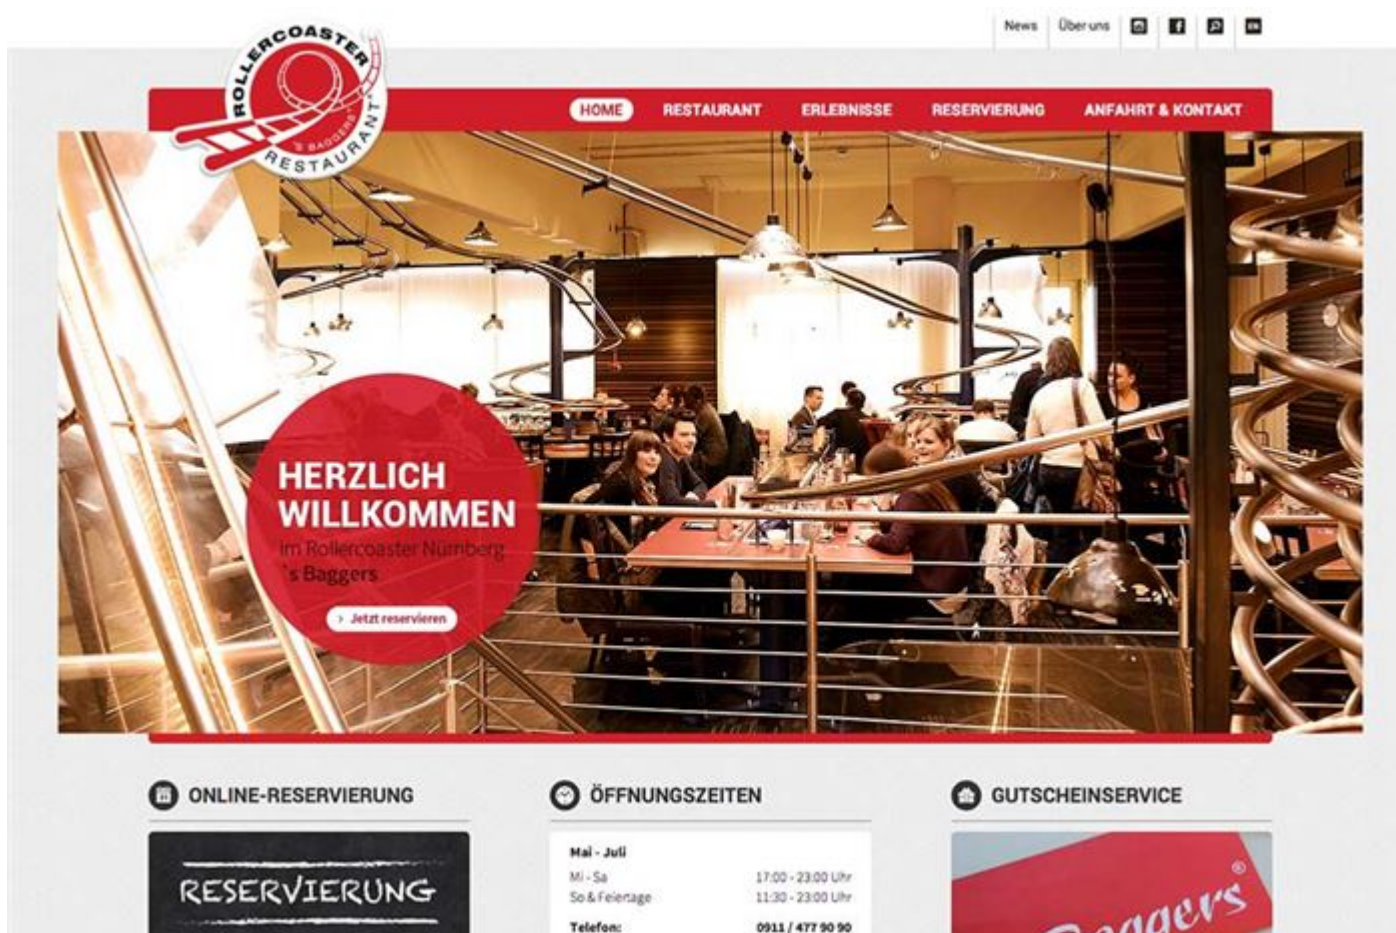 News Über uns
ROLLERCOASTER
'S BAGGERS
RESTAURANT
HOME RESTAURANT ERLEBNISSE RESERVIERUNG ANFAHRT & KONTAKT
HERZLICH
WILLKOMMEN
im Rollercoaster Nürnberg
`s Baggers
› Jetzt reservieren
ONLINE-RESERVIERUNG
RESERVIERUNG
ÖFFNUNGSZEITEN
Mai - Juli
Mi - Sa 17:00 - 23:00 Uhr
So & Feiertage 11:30 - 23:00 Uhr
Telefon: 0911 / 477 90 90
GUTSCHEINSERVICE
Baggers®